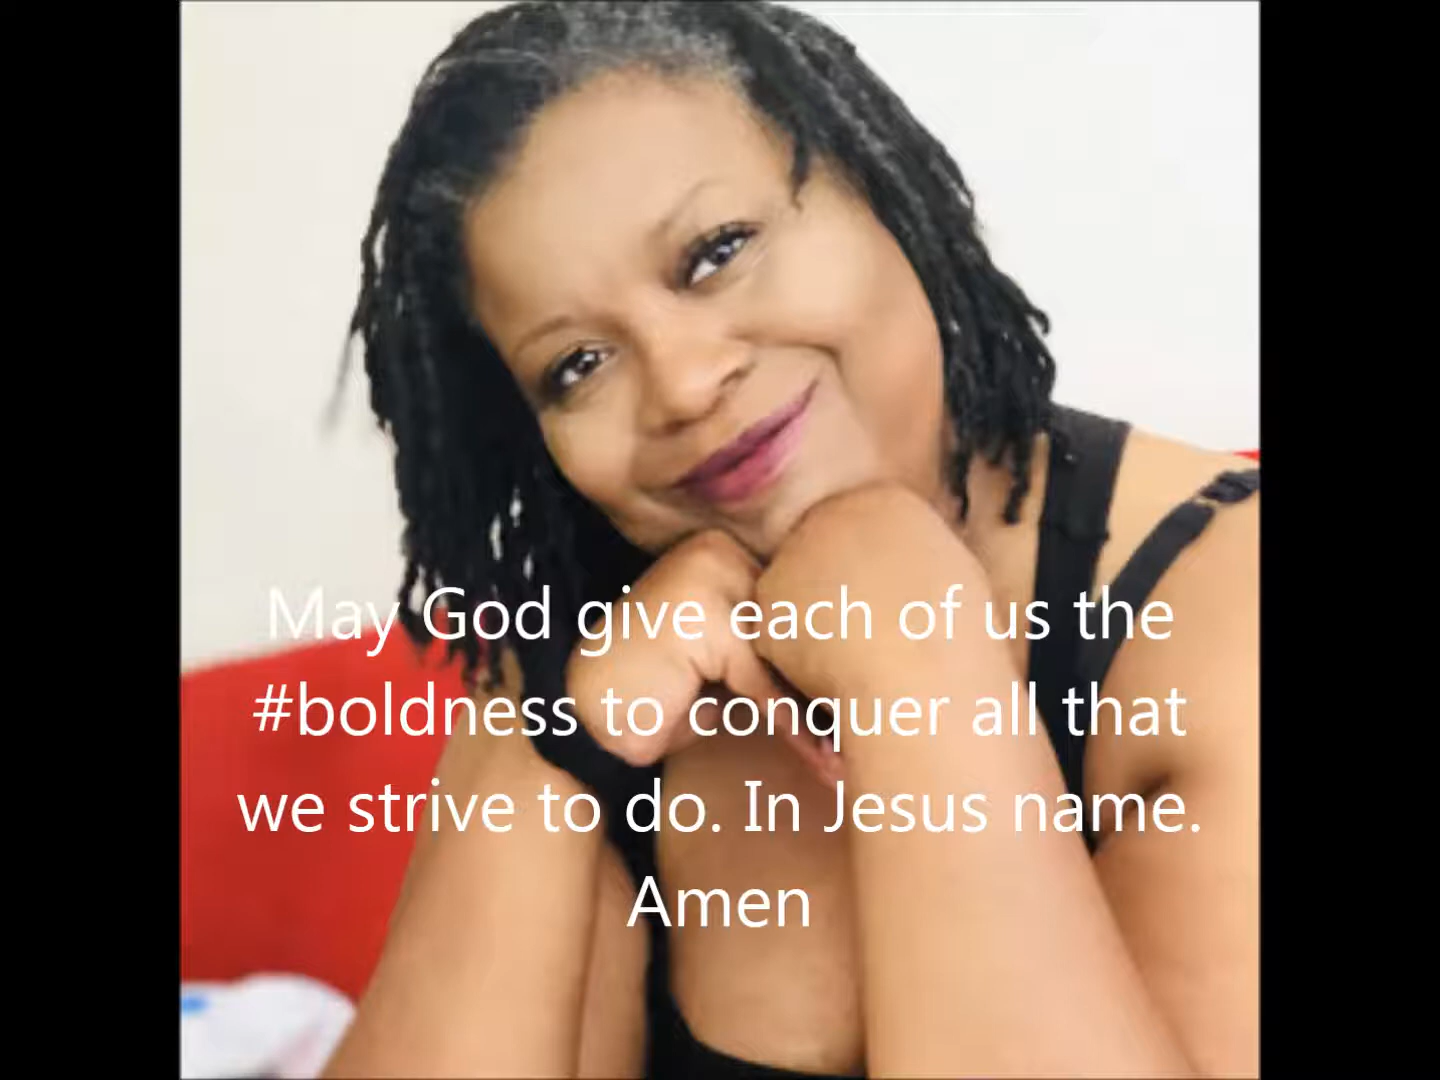 May God give each of us the
#boldness to conquer all that
we strive to do. In Jesus name.
Amen